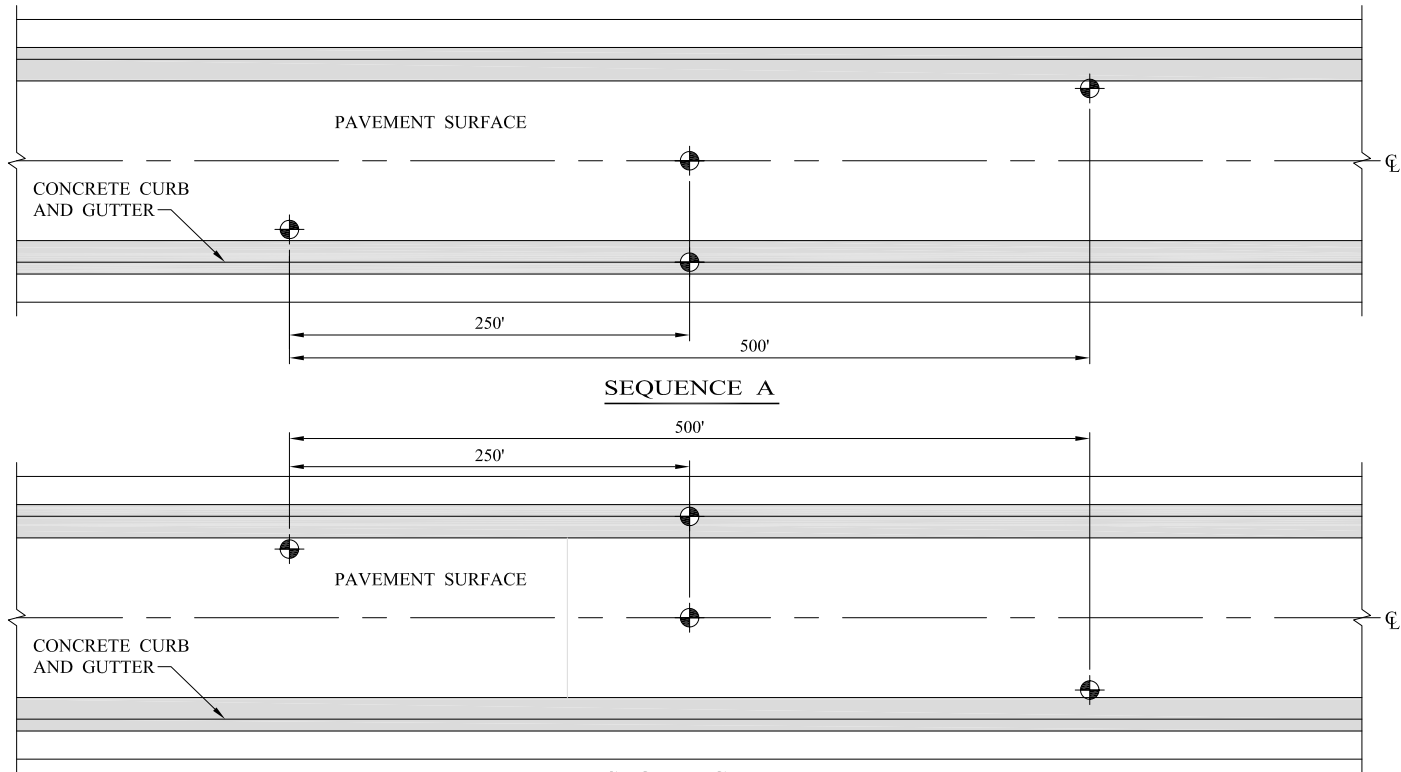 PAVEMENT SURFACE
℄
CONCRETE CURB
AND GUTTER
250'
500'
SEQUENCE A
500'
250'
PAVEMENT SURFACE
℄
CONCRETE CURB
AND GUTTER